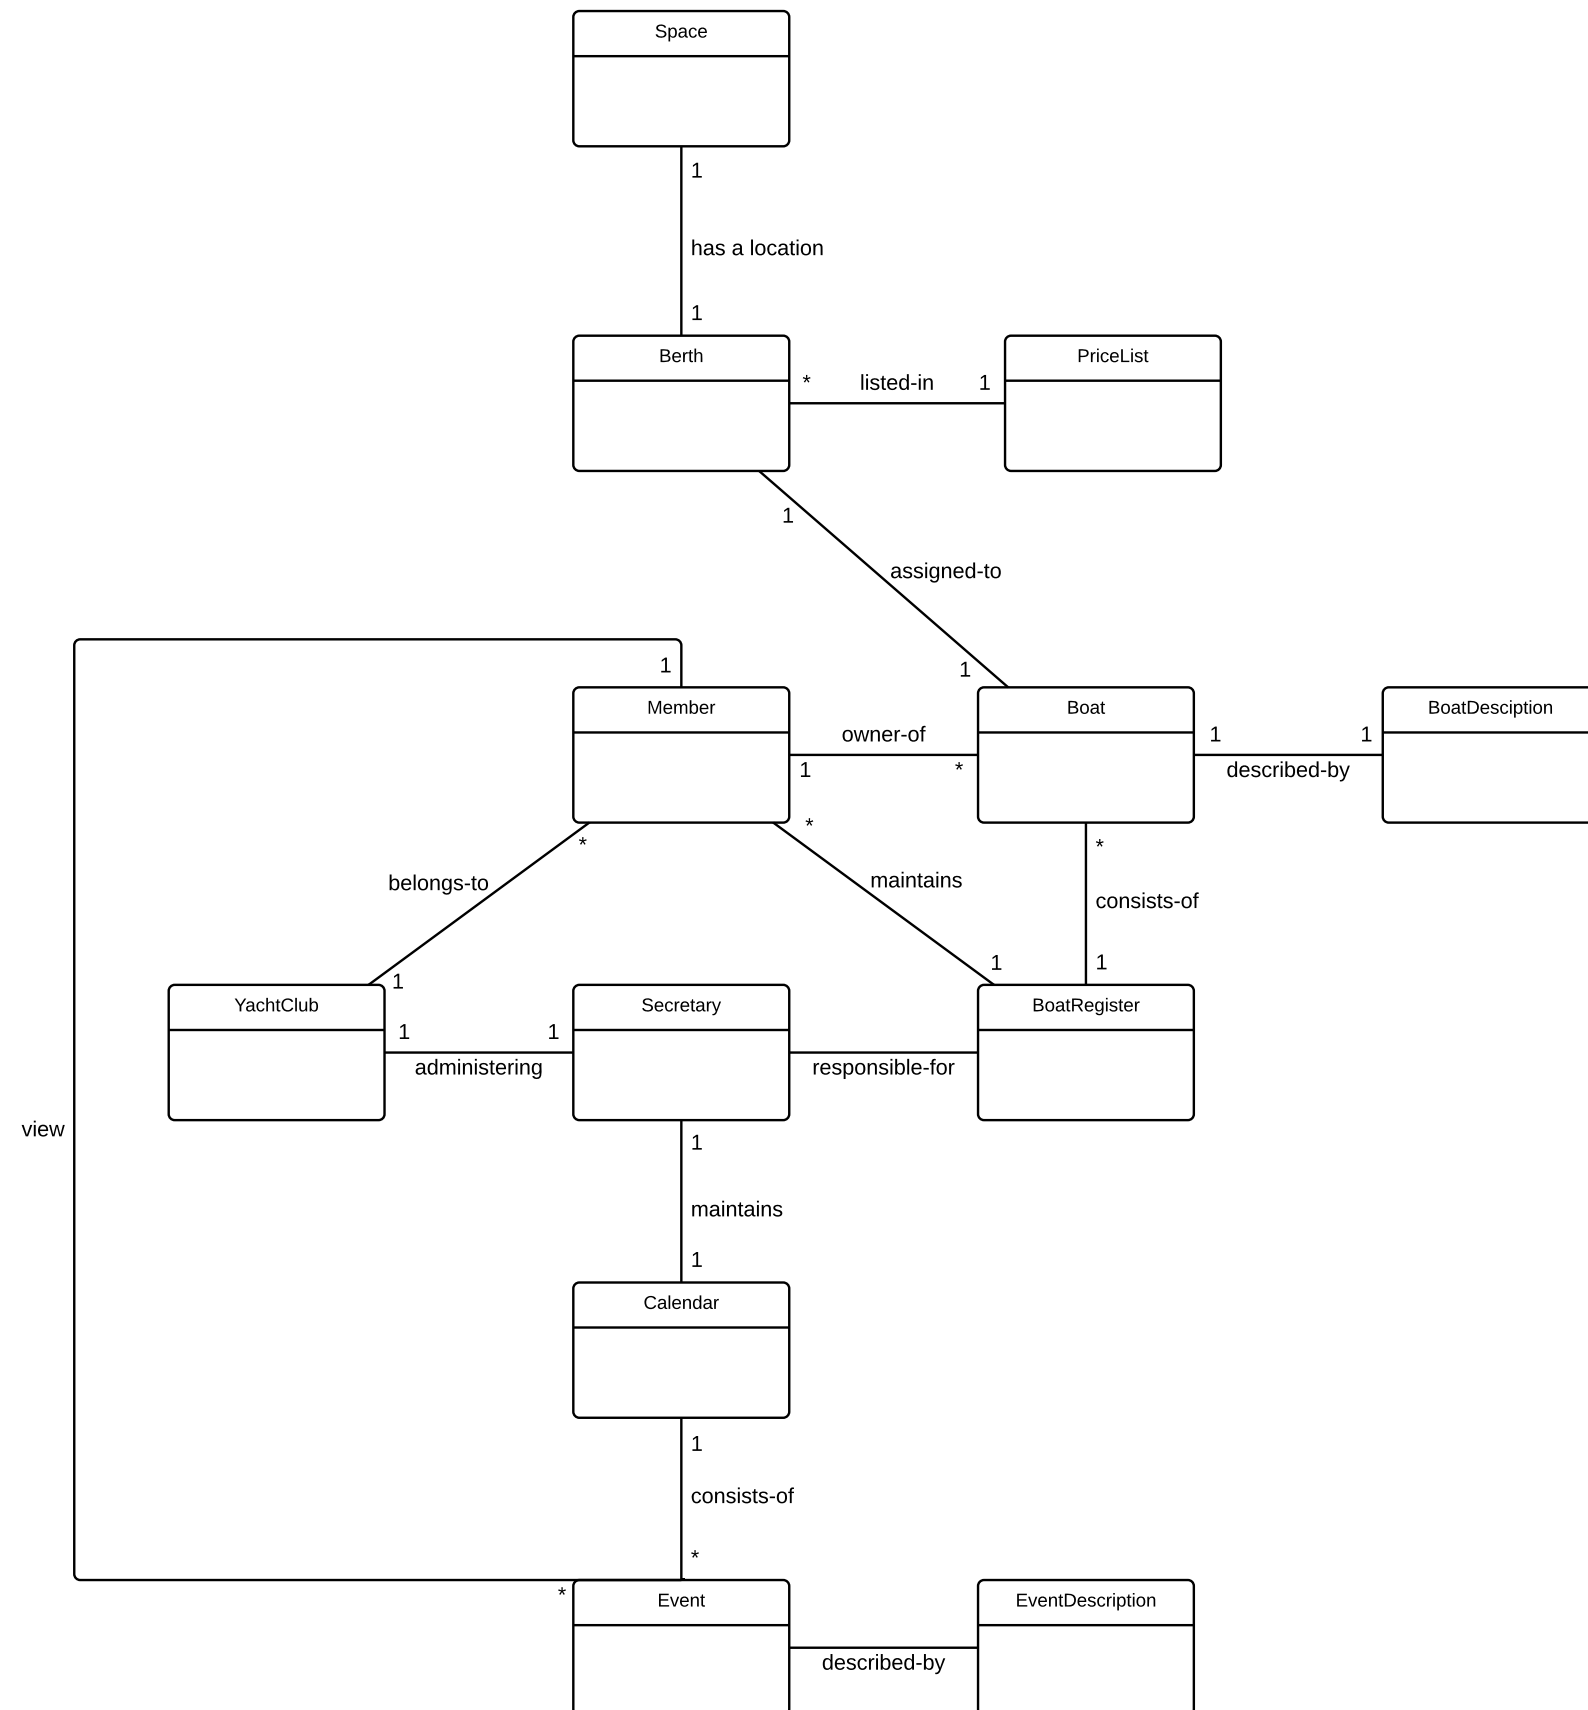 Space
1
has a location
1
Berth
PriceList
* listed-in 1
1
assigned-to
1
1
Member
Boat
BoatDesciption
owner-of
1 *
1 1
described-by
*
*
*
belongs-to
maintains
consists-of
1
1
1
YachtClub
Secretary
BoatRegister
1 1
administering
responsible-for
view
1
maintains
1
Calendar
1
consists-of
*
*
Event
EventDescription
described-by